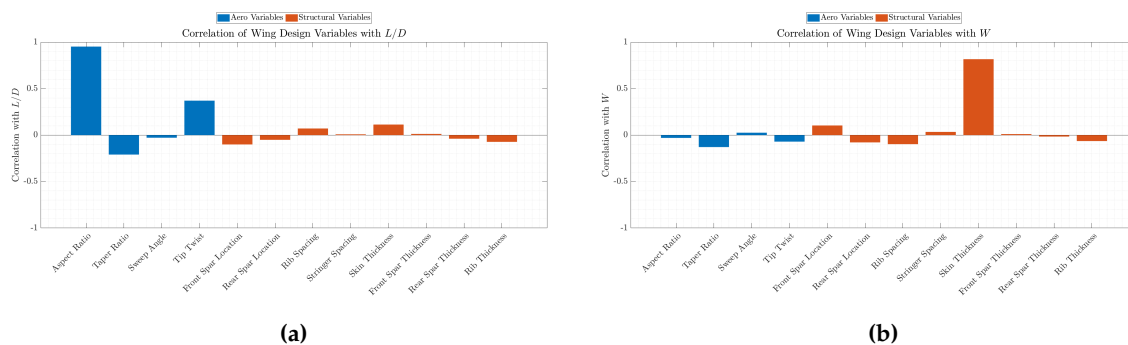 Aero Variables Structural Variables
Correlation of Wing Design Variables with L/D
Correlation with L/D
1
0.5
0
-0.5
-1
Aspect Ratio
Taper Ratio
Sweep Angle
Tip Twist
Front Spar Location
Rear Spar Location
Rib Spacing
Stringer Spacing
Skin Thickness
Front Spar Thickness
Rear Spar Thickness
Rib Thickness
(a)
Aero Variables Structural Variables
Correlation of Wing Design Variables with W
Correlation with W
1
0.5
0
-0.5
-1
Aspect Ratio
Taper Ratio
Sweep Angle
Tip Twist
Front Spar Location
Rear Spar Location
Rib Spacing
Stringer Spacing
Skin Thickness
Front Spar Thickness
Rear Spar Thickness
Rib Thickness
(b)